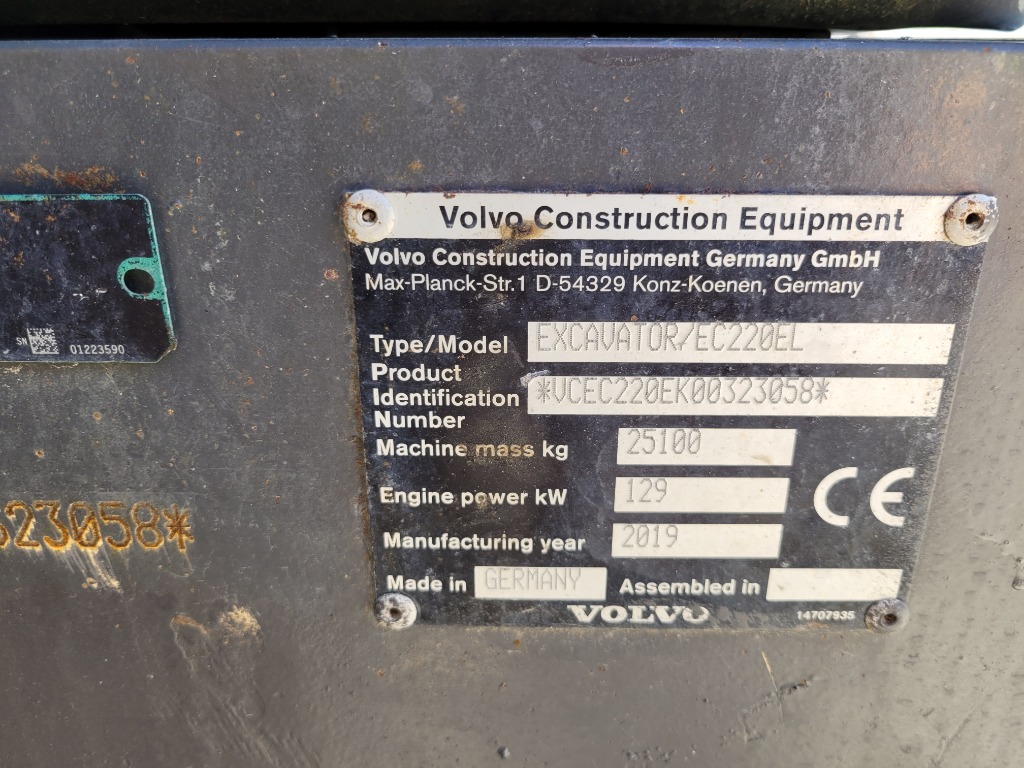 Volvo Construction Equipment
Volvo Construction Equipment Germany GmbH
Max-Planck-Str.1 D-54329 Konz-Koenen, Germany
Type/Model EXCAVATOR/EC220EL
Product
Identification *VCEC220EK00323058*
Number
Machine mass kg 25100
Engine power kW 129
Manufacturing year 2019
Made in GERMANY Assembled in
VOLVO 14707935
SN 01223590
323058*